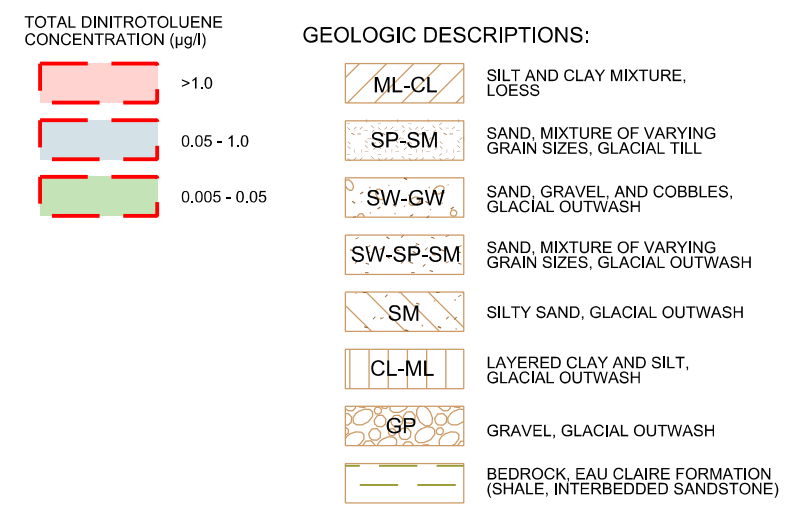 TOTAL DINITROTOLUENE
CONCENTRATION (µg/l)
>1.0
0.05 - 1.0
0.005 - 0.05
GEOLOGIC DESCRIPTIONS:
ML-CL
SILT AND CLAY MIXTURE,
LOESS
SP-SM
SAND, MIXTURE OF VARYING
GRAIN SIZES, GLACIAL TILL
SW-GW
SAND, GRAVEL, AND COBBLES,
GLACIAL OUTWASH
SW-SP-SM
SAND, MIXTURE OF VARYING
GRAIN SIZES, GLACIAL OUTWASH
SM
SILTY SAND, GLACIAL OUTWASH
CL-ML
LAYERED CLAY AND SILT,
GLACIAL OUTWASH
GP
GRAVEL, GLACIAL OUTWASH
BEDROCK, EAU CLAIRE FORMATION
(SHALE, INTERBEDDED SANDSTONE)